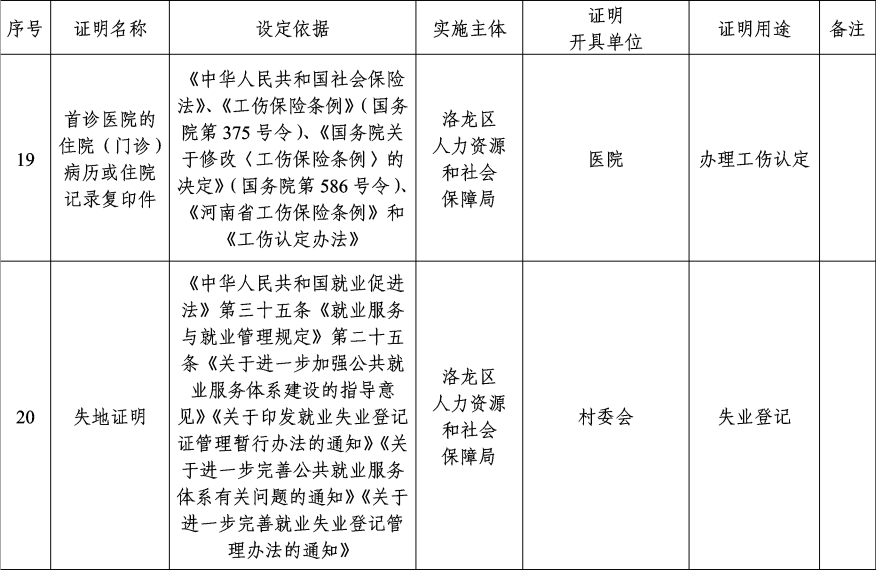 序号
证明名称
设定依据
实施主体
证明
开具单位
证明用途
备注
19
首诊医院的
住院（门诊）
病历或住院
记录复印件
《中华人民共和国社会保险
法》、《工伤保险条例》（国务
院第 375 号令）、《国务院关
于修改〈工伤保险条例〉的
决定》（国务院第 586 号令）、
《河南省工伤保险条例》和
《工伤认定办法》
洛龙区
人力资源
和社会
保障局
医院
办理工伤认定
20
失地证明
《中华人民共和国就业促进
法》第三十五条《就业服务
与就业管理规定》第二十五
条《关于进一步加强公共就
业服务体系建设的指导意
见》《关于印发就业失业登记
证管理暂行办法的通知》《关
于进一步完善公共就业服务
体系有关问题的通知》《关于
进一步完善就业失业登记管
理办法的通知》
洛龙区
人力资源
和社会
保障局
村委会
失业登记